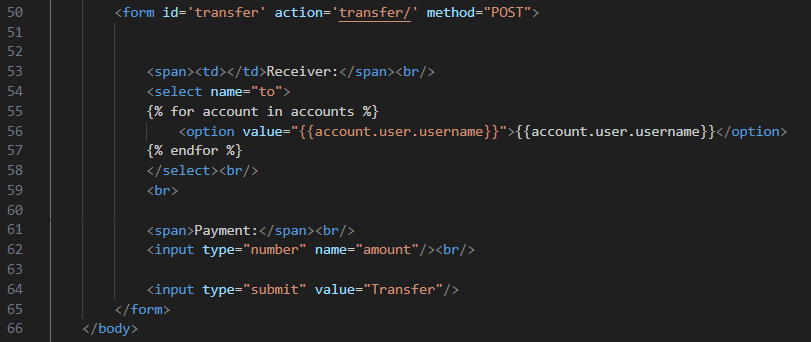 50 <form id='transfer' action='transfer/' method="POST">
51
52
53 <span><td></td>Receiver:</span><br/>
54 <select name="to">
55 {% for account in accounts %}
56 <option value="{{account.user.username}}">{{account.user.username}}</option>
57 {% endfor %}
58 </select><br/>
59 <br>
60
61 <span>Payment:</span><br/>
62 <input type="number" name="amount"/><br/>
63
64 <input type="submit" value="Transfer"/>
65 </form>
66 </body>